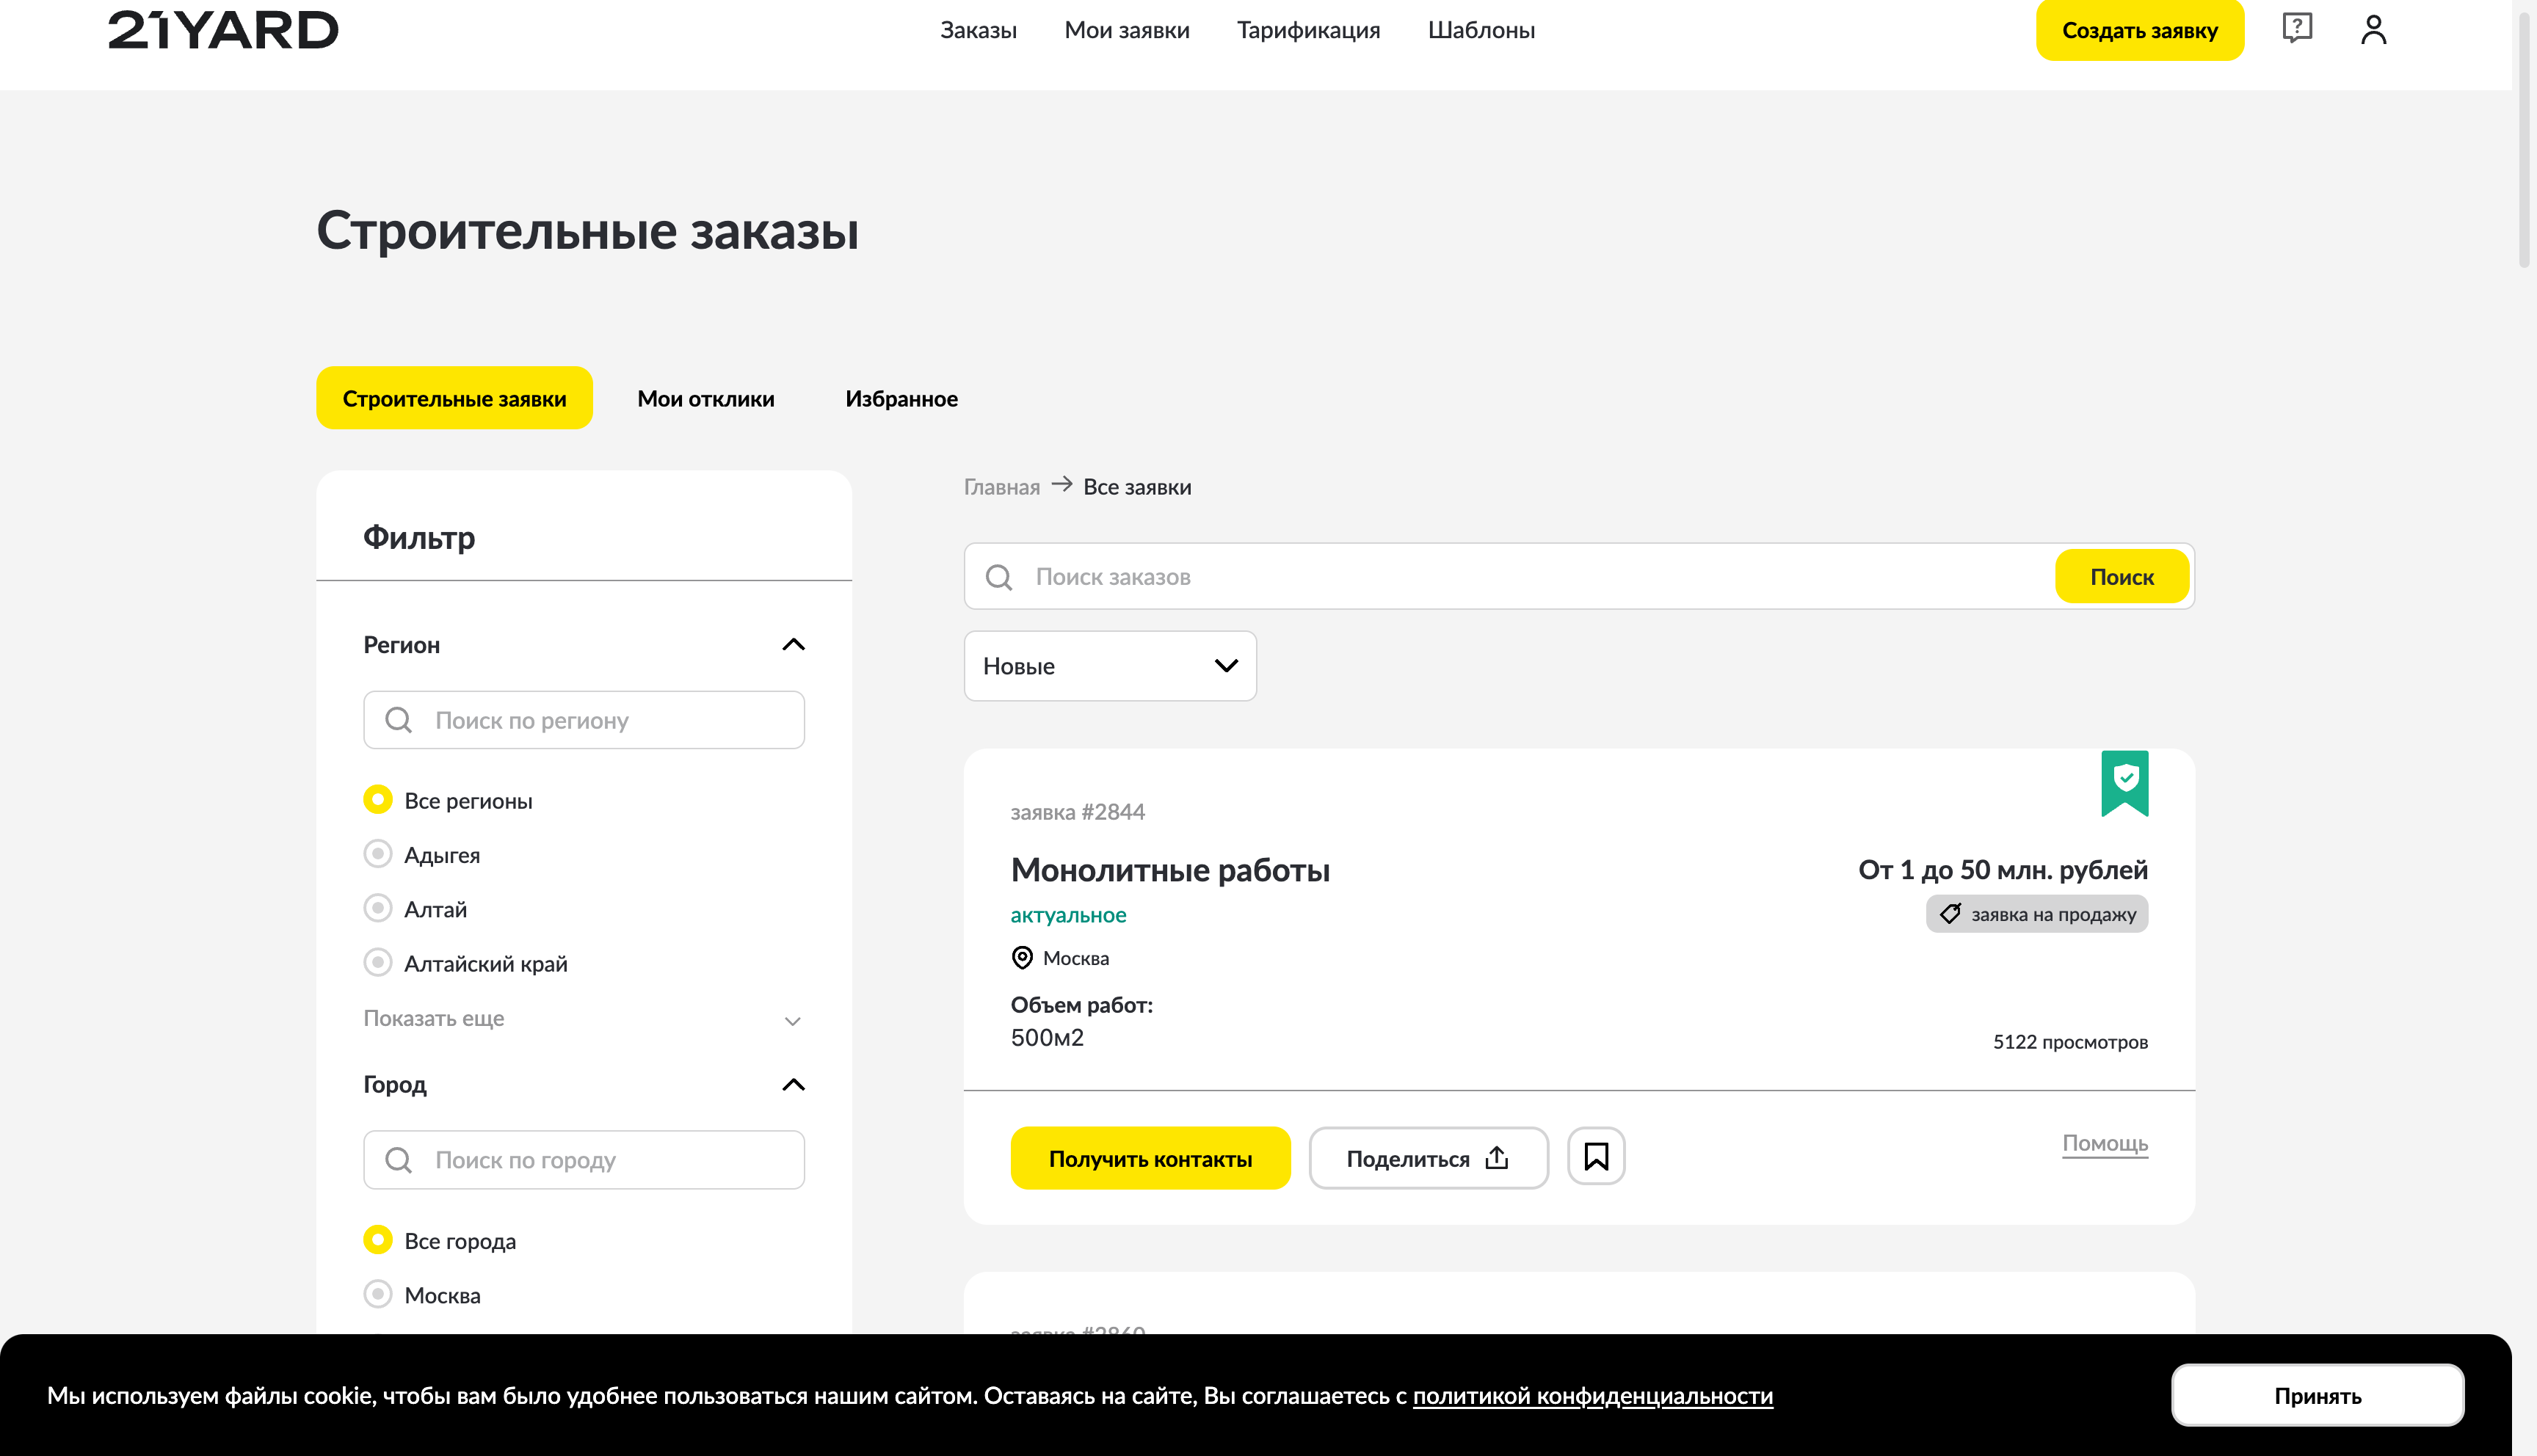 21YARD
Заказы
Мои заявки
Тарификация
Шаблоны
Создать заявку
Строительные заказы
Строительные заявки
Мои отклики
Избранное
Фильтр
Регион
Поиск по региону
Все регионы
Адыгея
Алтай
Алтайский край
Показать еще
Город
Поиск по городу
Все города
Москва
Главная → Все заявки
Поиск заказов
Поиск
Новые
заявка #2844
Монолитные работы
От 1 до 50 млн. рублей
актуальное
заявка на продажу
Москва
Объем работ:
500м2
5122 просмотров
Получить контакты
Поделиться
Помощь
заявка #2860
Мы используем файлы cookie, чтобы вам было удобнее пользоваться нашим сайтом. Оставаясь на сайте, Вы соглашаетесь с политикой конфиденциальности
Принять